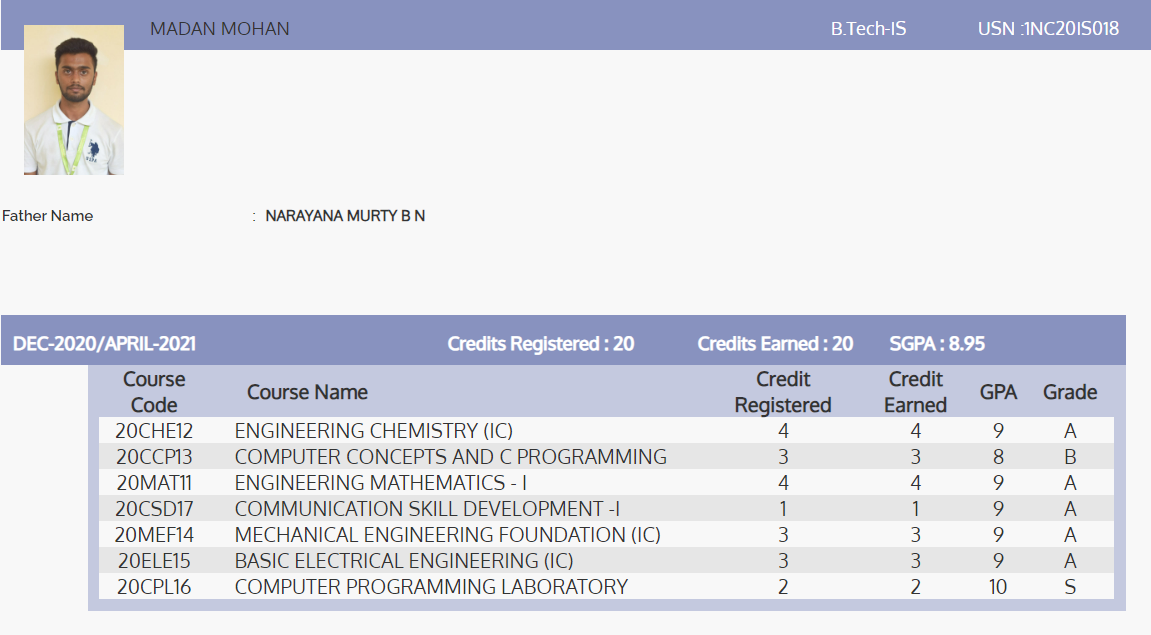 MADAN MOHAN B.Tech-IS USN :1NC20IS018
Father Name : NARAYANA MURTY B N
DEC-2020/APRIL-2021 Credits Registered : 20 Credits Earned : 20 SGPA : 8.95
Course Code Course Name Credit Registered Credit Earned GPA Grade
20CHE12 ENGINEERING CHEMISTRY (IC) 4 4 9 A
20CCP13 COMPUTER CONCEPTS AND C PROGRAMMING 3 3 8 B
20MAT11 ENGINEERING MATHEMATICS - I 4 4 9 A
20CSD17 COMMUNICATION SKILL DEVELOPMENT -I 1 1 9 A
20MEF14 MECHANICAL ENGINEERING FOUNDATION (IC) 3 3 9 A
20ELE15 BASIC ELECTRICAL ENGINEERING (IC) 3 3 9 A
20CPL16 COMPUTER PROGRAMMING LABORATORY 2 2 10 S